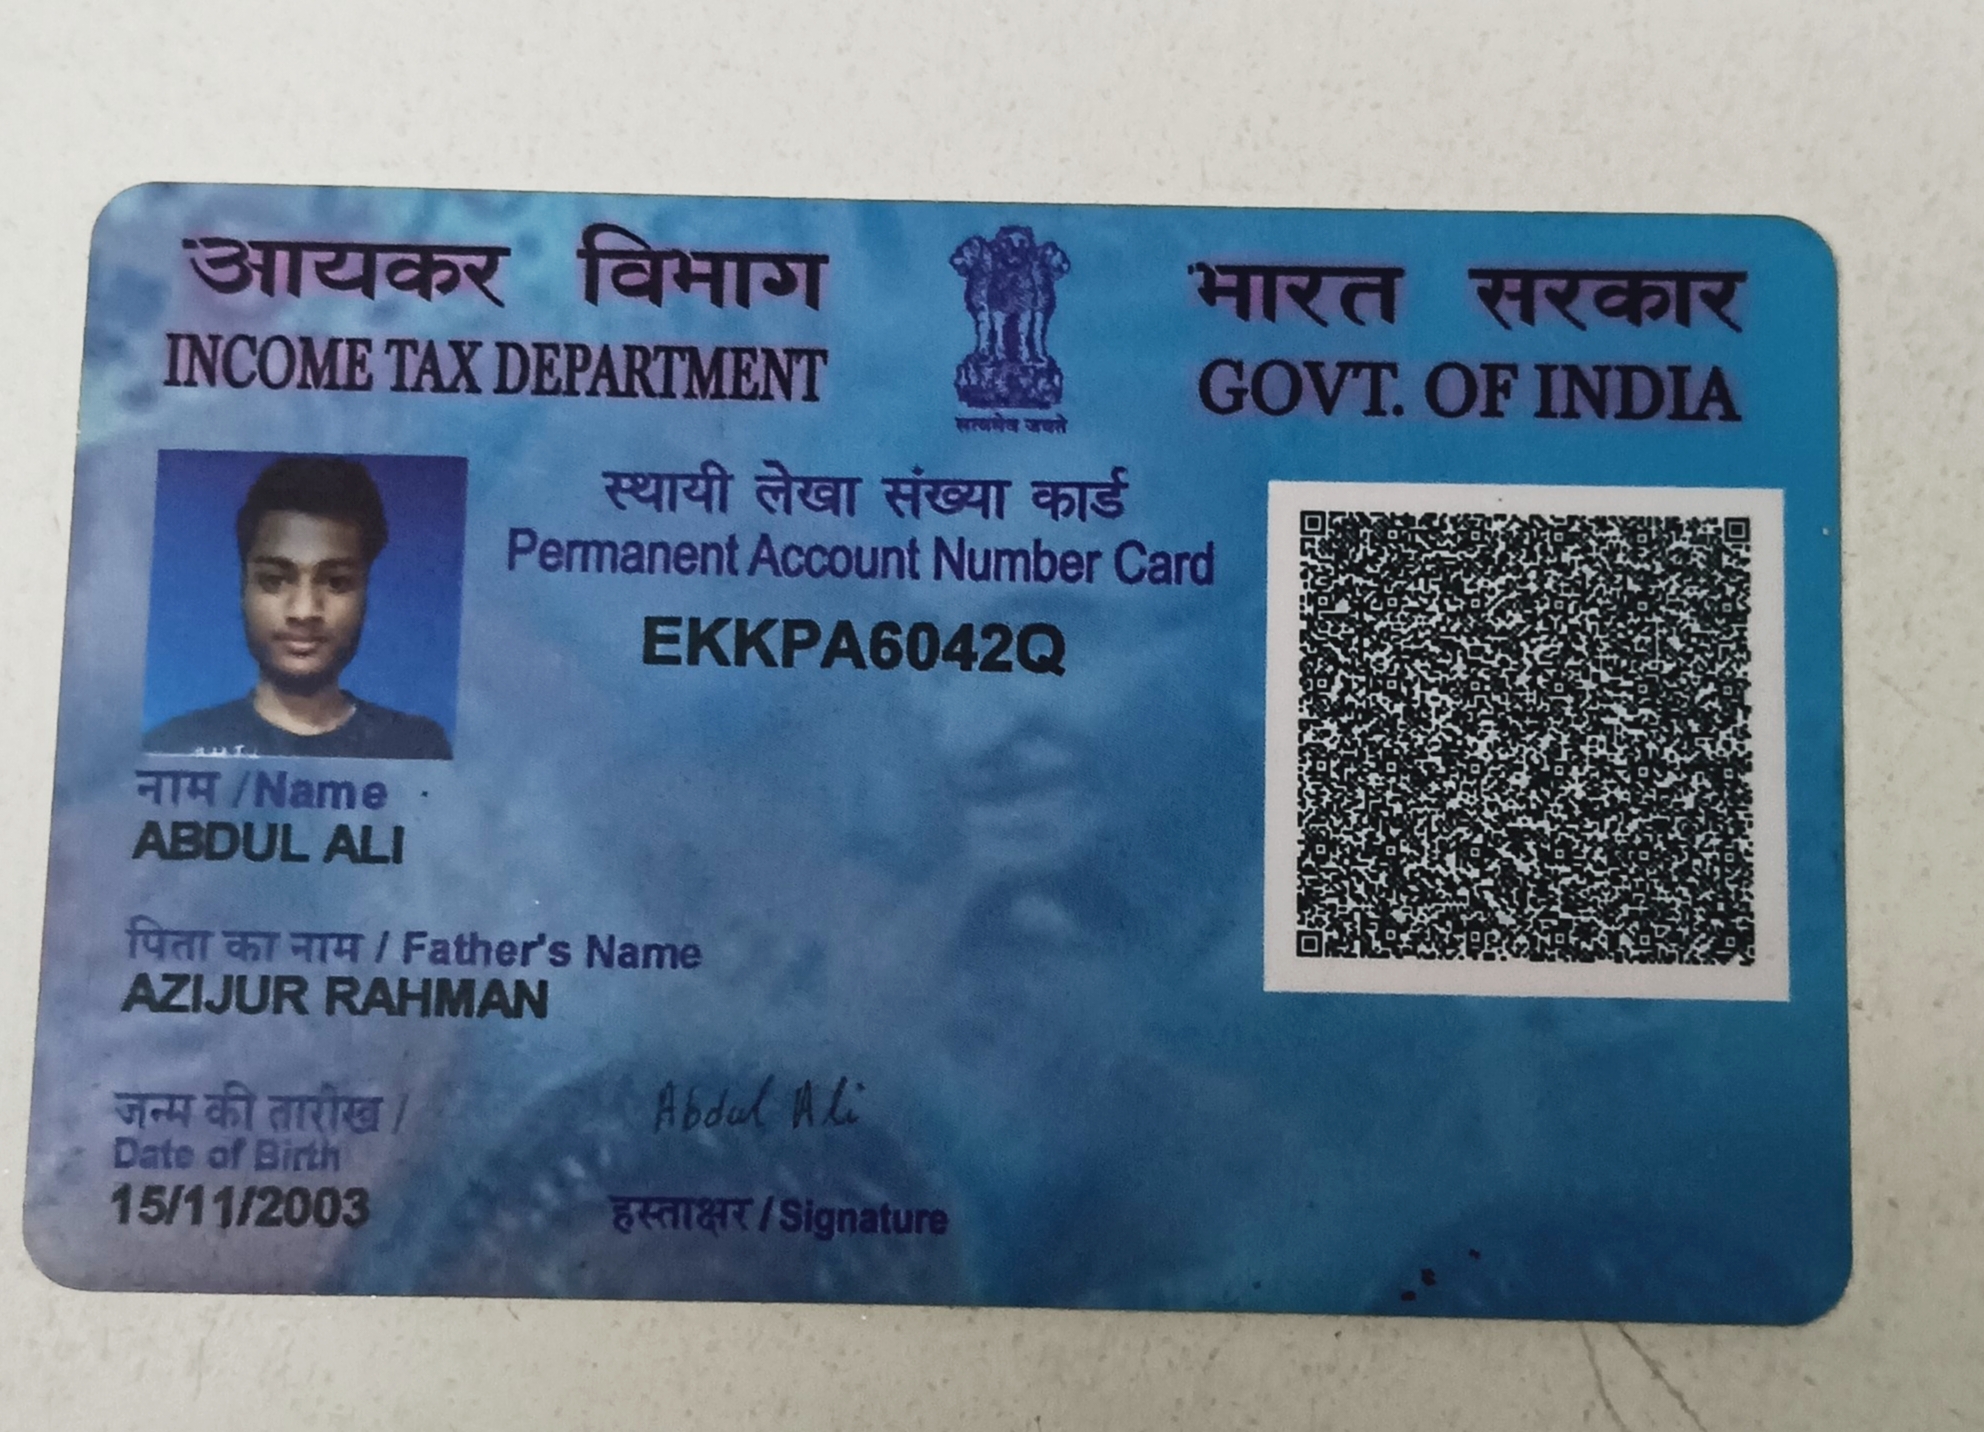 आयकर विभाग
INCOME TAX DEPARTMENT
सत्यमेव जयते
भारत सरकार
GOVT. OF INDIA
स्थायी लेखा संख्या कार्ड
Permanent Account Number Card
EKKPA6042Q
नाम /Name
ABDUL ALI
पिता का नाम / Father's Name
AZIJUR RAHMAN
जन्म की तारीख /
Date of Birth
15/11/2003
Abdul Ali
हस्ताक्षर / Signature